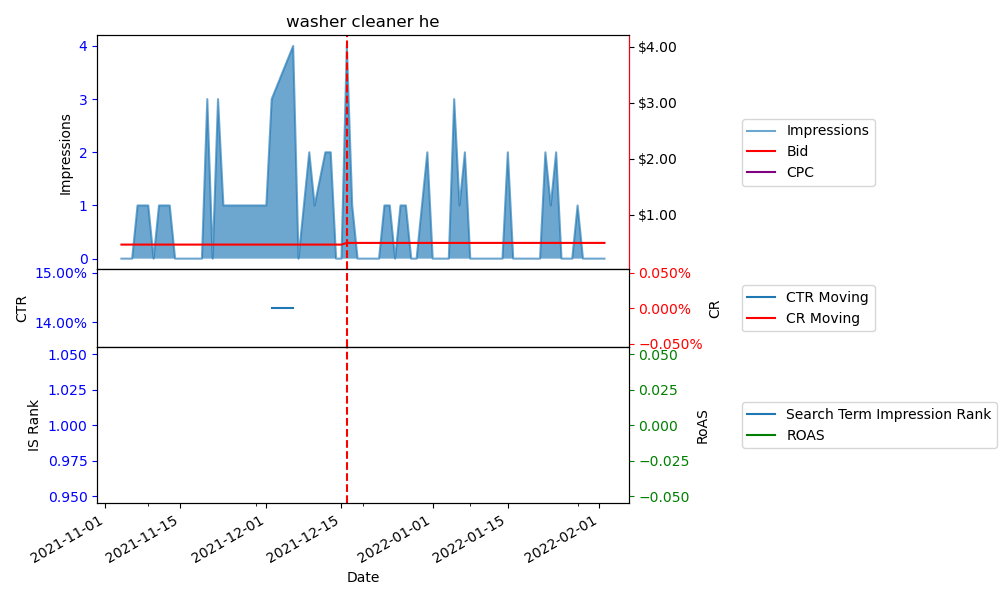 washer cleaner he
4
3
2
1
0
Impressions
$4.00
$3.00
$2.00
$1.00
Impressions
Bid
CPC
15.00%
14.00%
CTR
0.050%
0.000%
−0.050%
CR
CTR Moving
CR Moving
1.050
1.025
1.000
0.975
0.950
IS Rank
0.050
0.025
0.000
−0.025
−0.050
RoAS
Search Term Impression Rank
ROAS
2021-11-01
2021-11-15
2021-12-01
2021-12-15
2022-01-01
2022-01-15
2022-02-01
Date